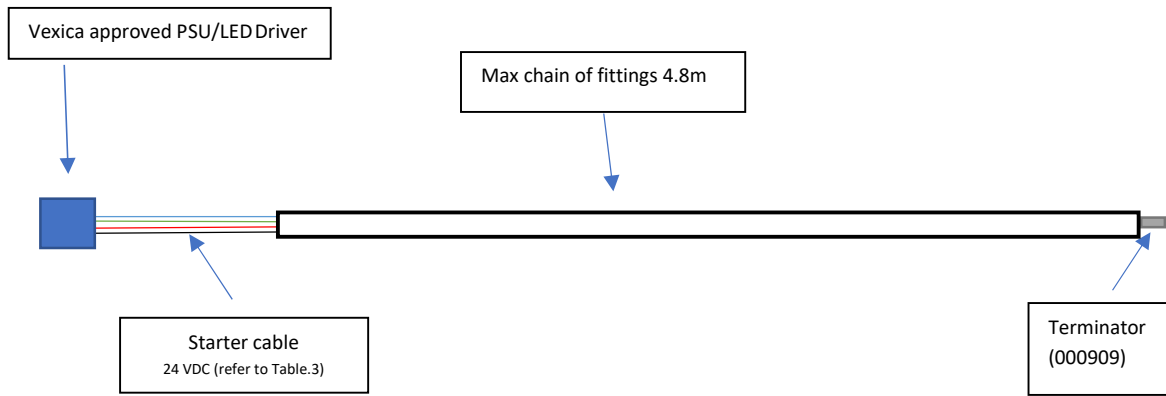 Vexica approved PSU/LED Driver
Max chain of fittings 4.8m
Starter cable
24 VDC (refer to Table.3)
Terminator
(000909)